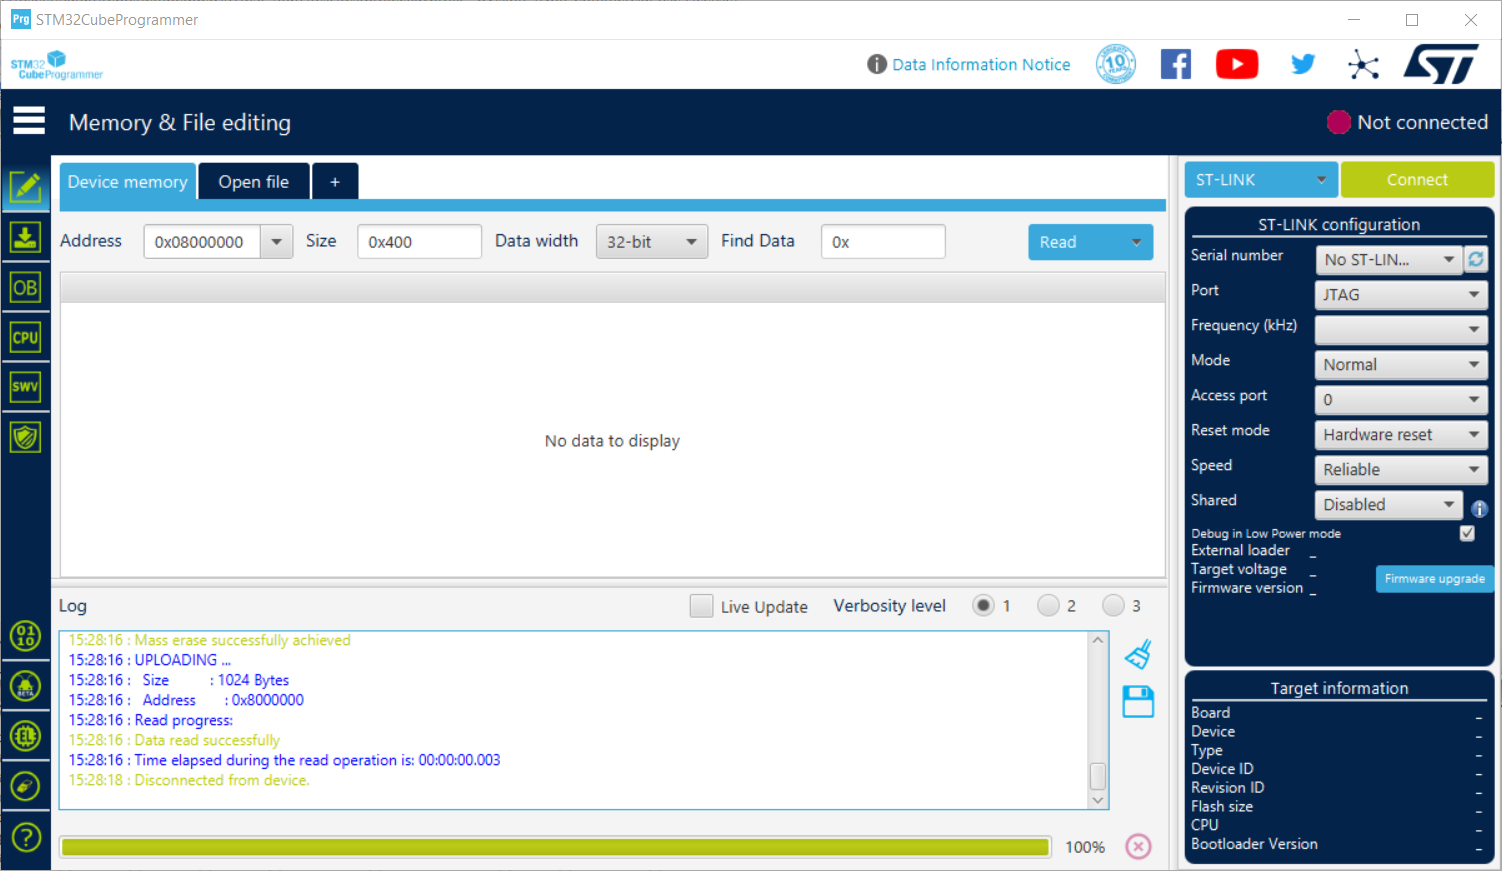 Prg STM32CubeProgrammer
STM32
CubeProgrammer
Data Information Notice
10
ST
Memory & File editing
Not connected
Device memory
Open file
+
ST-LINK
Connect
Address
0x08000000
Size
0x400
Data width
32-bit
Find Data
0x
Read
ST-LINK configuration
Serial number
No ST-LIN...
Port
JTAG
Frequency (kHz)
Mode
Normal
Access port
0
Reset mode
Hardware reset
Speed
Reliable
Shared
Disabled
Debug in Low Power mode
External loader _
Target voltage _
Firmware version _
Firmware upgrade
OB
CPU
SWV
No data to display
Log
Live Update
Verbosity level
1
2
3
15:28:16 : Mass erase successfully achieved
15:28:16 : UPLOADING ...
15:28:16 : Size : 1024 Bytes
15:28:16 : Address : 0x8000000
15:28:16 : Read progress:
15:28:16 : Data read successfully
15:28:16 : Time elapsed during the read operation is: 00:00:00.003
15:28:18 : Disconnected from device.
100%
01
10
BETA
EL
?
Target information
Board _
Device _
Type _
Device ID _
Revision ID _
Flash size _
CPU _
Bootloader Version _